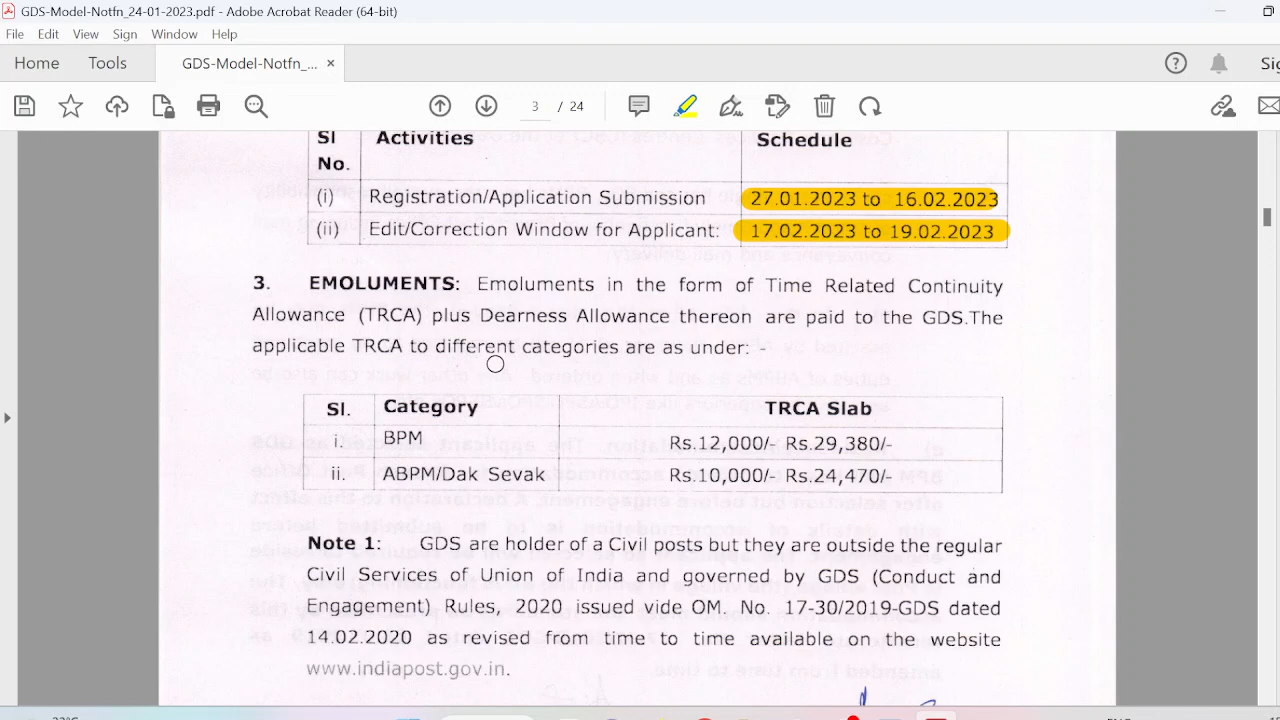 GDS-Model-Notfn_24-01-2023.pdf - Adobe Acrobat Reader (64-bit)
File Edit View Sign Window Help
Home Tools GDS-Model-Notfn_... ×
3 / 24
Sl No. Activities Schedule
(i) Registration/Application Submission 27.01.2023 to 16.02.2023
(ii) Edit/Correction Window for Applicant: 17.02.2023 to 19.02.2023
3. EMOLUMENTS: Emoluments in the form of Time Related Continuity
Allowance (TRCA) plus Dearness Allowance thereon are paid to the GDS.The
applicable TRCA to different categories are as under: -
Sl. Category TRCA Slab
i. BPM Rs.12,000/- Rs.29,380/-
ii. ABPM/Dak Sevak Rs.10,000/- Rs.24,470/-
Note 1: GDS are holder of a Civil posts but they are outside the regular
Civil Services of Union of India and governed by GDS (Conduct and
Engagement) Rules, 2020 issued vide OM. No. 17-30/2019-GDS dated
14.02.2020 as revised from time to time available on the website
www.indiapost.gov.in.